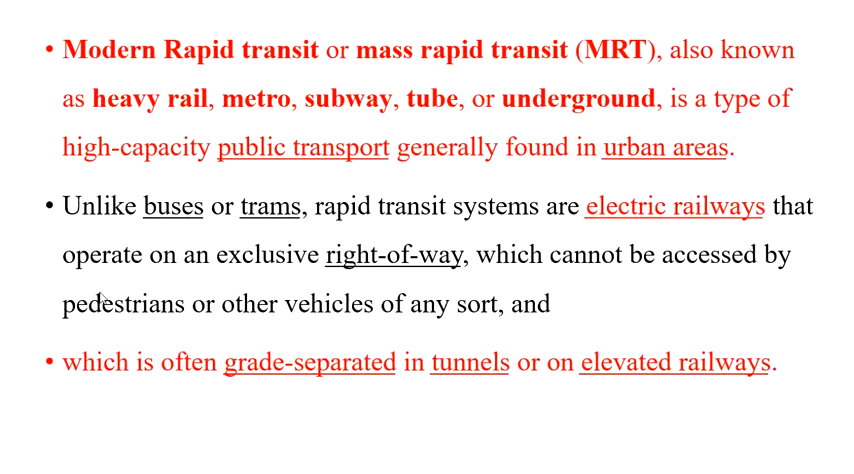 • Modern Rapid transit or mass rapid transit (MRT), also known
as heavy rail, metro, subway, tube, or underground, is a type of
high-capacity public transport generally found in urban areas.
• Unlike buses or trams, rapid transit systems are electric railways that
operate on an exclusive right-of-way, which cannot be accessed by
pedestrians or other vehicles of any sort, and
• which is often grade-separated in tunnels or on elevated railways.